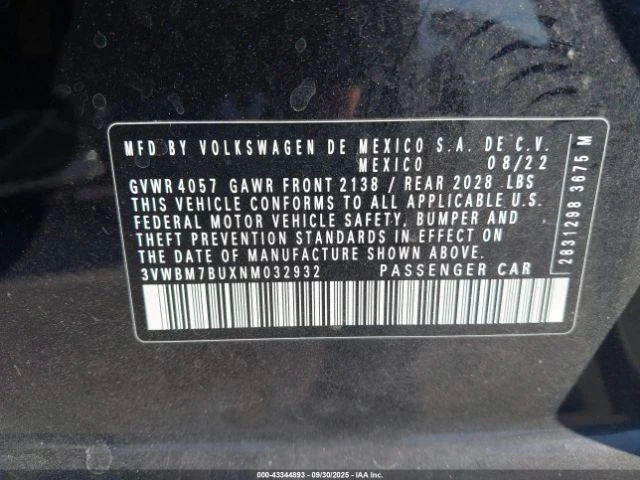 MFD BY VOLKSWAGEN DE MEXICO S.A. DE C.V.
MEXICO 08/22
GVWR 4057 GAWR FRONT 2138 / REAR 2028 LBS
THIS VEHICLE CONFORMS TO ALL APPLICABLE U.S.
FEDERAL MOTOR VEHICLE SAFETY, BUMPER AND
THEFT PREVENTION STANDARDS IN EFFECT ON
THE DATE OF MANUFACTURE SHOWN ABOVE.
3VWBM7BUXNM032932 PASSENGER CAR
2831298 3675 M
000-43344893 - 09/30/2025 - IAA Inc.